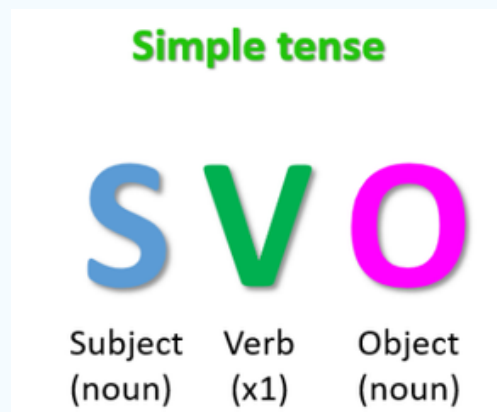 Simple tense
S V O
Subject Verb Object
(noun) (x1) (noun)